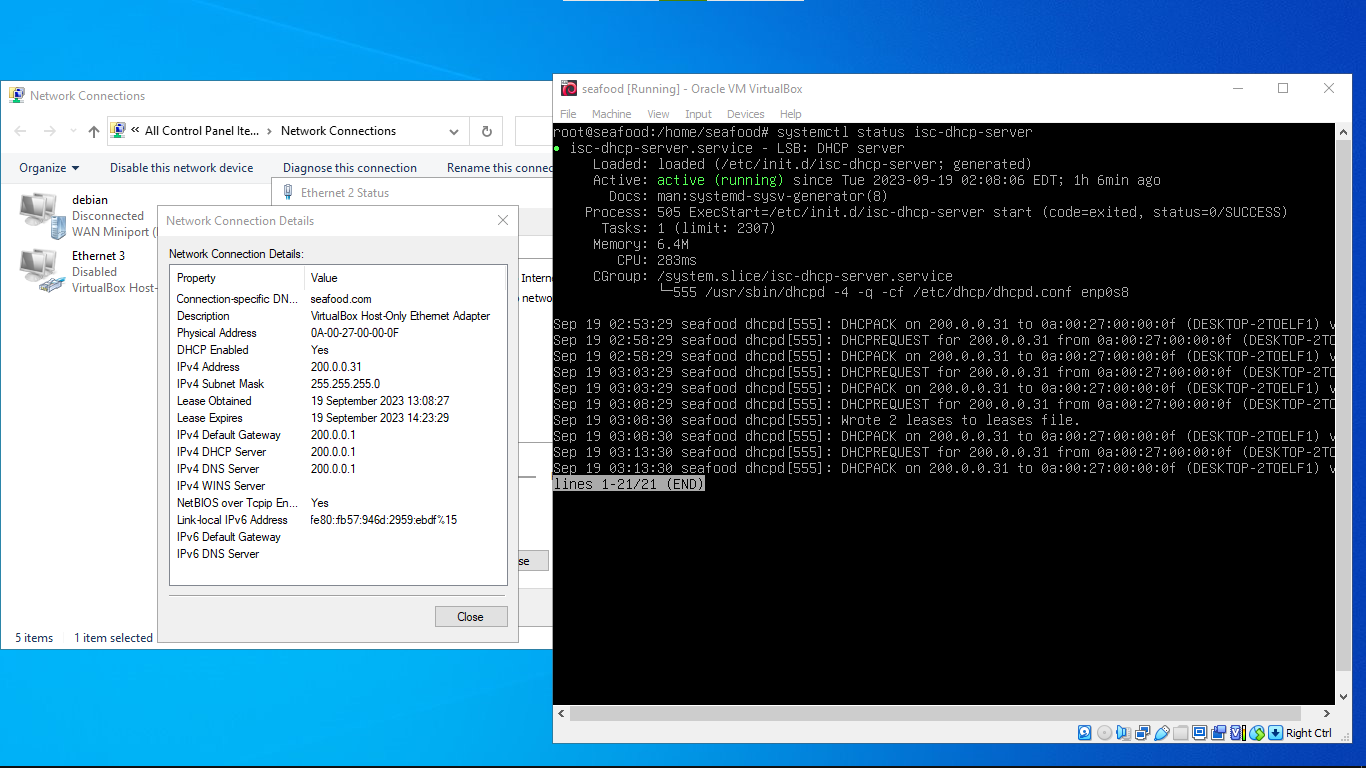 Network Connections
« All Control Panel Ite... › Network Connections
Organize Disable this network device Diagnose this connection Rename this connec
debian
Disconnected
WAN Miniport (
Ethernet 3
Disabled
VirtualBox Host-
Ethernet 2 Status
Intern
netwo
se
5 items 1 item selected
Network Connection Details
Network Connection Details:
Property Value
Connection-specific DN... seafood.com
Description VirtualBox Host-Only Ethernet Adapter
Physical Address 0A-00-27-00-00-0F
DHCP Enabled Yes
IPv4 Address 200.0.0.31
IPv4 Subnet Mask 255.255.255.0
Lease Obtained 19 September 2023 13:08:27
Lease Expires 19 September 2023 14:23:29
IPv4 Default Gateway 200.0.0.1
IPv4 DHCP Server 200.0.0.1
IPv4 DNS Server 200.0.0.1
IPv4 WINS Server
NetBIOS over Tcpip En... Yes
Link-local IPv6 Address fe80::fb57:946d:2959:ebdf%15
IPv6 Default Gateway
IPv6 DNS Server
Close
seafood [Running] - Oracle VM VirtualBox
File Machine View Input Devices Help
root@seafood:/home/seafood# systemctl status isc-dhcp-server
● isc-dhcp-server.service - LSB: DHCP server
Loaded: loaded (/etc/init.d/isc-dhcp-server; generated)
Active: active (running) since Tue 2023-09-19 02:08:06 EDT; 1h 6min ago
Docs: man:systemd-sysv-generator(8)
Process: 505 ExecStart=/etc/init.d/isc-dhcp-server start (code=exited, status=0/SUCCESS)
Tasks: 1 (limit: 2307)
Memory: 6.4M
CPU: 283ms
CGroup: /system.slice/isc-dhcp-server.service
└─555 /usr/sbin/dhcpd -4 -q -cf /etc/dhcp/dhcpd.conf enp0s8
Sep 19 02:53:29 seafood dhcpd[555]: DHCPACK on 200.0.0.31 to 0a:00:27:00:00:0f (DESKTOP-2TOELF1) v
Sep 19 02:58:29 seafood dhcpd[555]: DHCPREQUEST for 200.0.0.31 from 0a:00:27:00:00:0f (DESKTOP-2TO
Sep 19 02:58:29 seafood dhcpd[555]: DHCPACK on 200.0.0.31 to 0a:00:27:00:00:0f (DESKTOP-2TOELF1) v
Sep 19 03:03:29 seafood dhcpd[555]: DHCPREQUEST for 200.0.0.31 from 0a:00:27:00:00:0f (DESKTOP-2TO
Sep 19 03:03:29 seafood dhcpd[555]: DHCPACK on 200.0.0.31 to 0a:00:27:00:00:0f (DESKTOP-2TOELF1) v
Sep 19 03:08:29 seafood dhcpd[555]: DHCPREQUEST for 200.0.0.31 from 0a:00:27:00:00:0f (DESKTOP-2TO
Sep 19 03:08:30 seafood dhcpd[555]: Wrote 2 leases to leases file.
Sep 19 03:08:30 seafood dhcpd[555]: DHCPACK on 200.0.0.31 to 0a:00:27:00:00:0f (DESKTOP-2TOELF1) v
Sep 19 03:13:30 seafood dhcpd[555]: DHCPREQUEST for 200.0.0.31 from 0a:00:27:00:00:0f (DESKTOP-2TO
Sep 19 03:13:30 seafood dhcpd[555]: DHCPACK on 200.0.0.31 to 0a:00:27:00:00:0f (DESKTOP-2TOELF1) v
lines 1-21/21 (END)
Right Ctrl